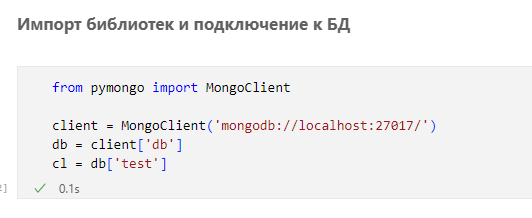 Импорт библиотек и подключение к БД
from pymongo import MongoClient
client = MongoClient('mongodb://localhost:27017/')
db = client['db']
cl = db['test']
] ✓ 0.1s